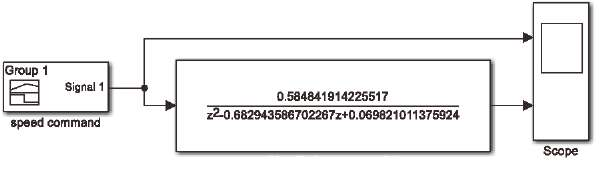 Group 1
Signal 1
speed command
0.584841914225517
z2-0.682943586702267z+0.069821011375924
Scope